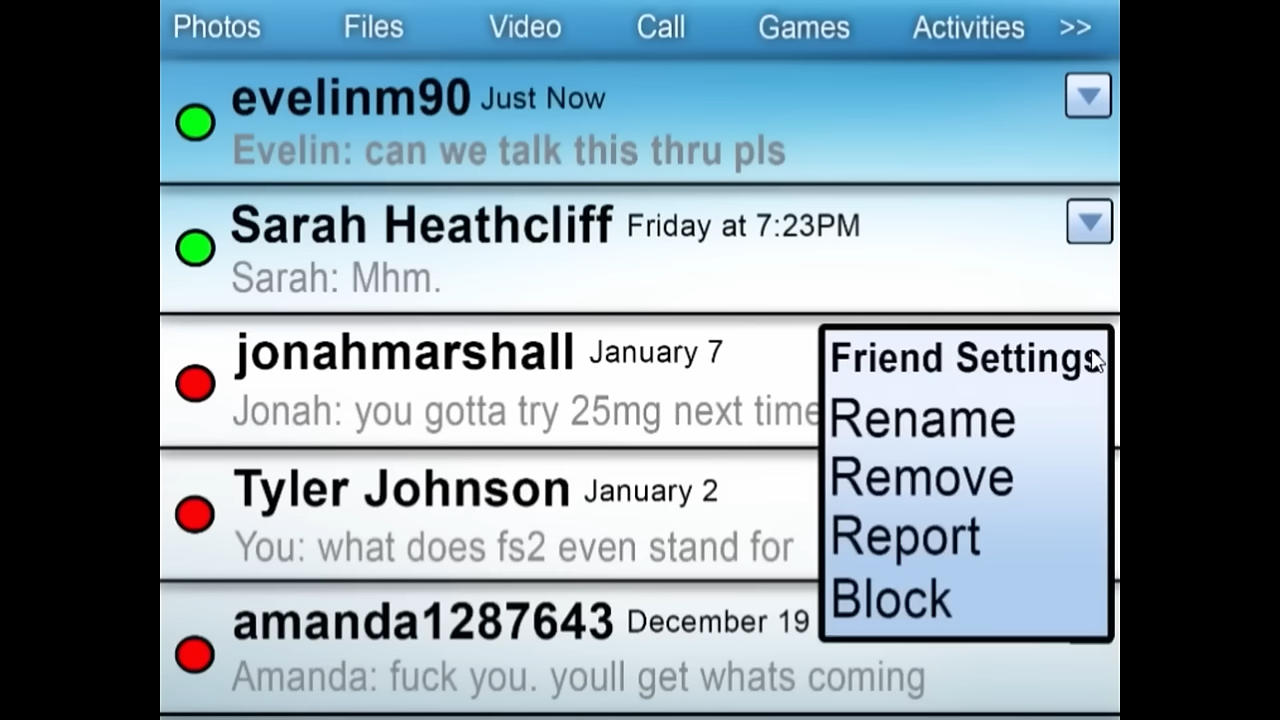 Photos Files Video Call Games Activities >>
evelinm90 Just Now
Evelin: can we talk this thru pls
Sarah Heathcliff Friday at 7:23PM
Sarah: Mhm.
jonahmarshall January 7
Jonah: you gotta try 25mg next time
Friend Settings
Rename
Remove
Report
Block
Tyler Johnson January 2
You: what does fs2 even stand for
amanda1287643 December 19
Amanda: fuck you. youll get whats coming